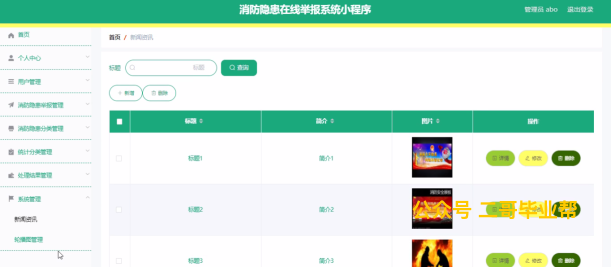 消防隐患在线举报系统小程序
管理员 abo 退出登录
首页
个人中心
用户管理
消防隐患举报管理
消防隐患分类管理
统计分类管理
处理结果管理
系统管理
新闻资讯
轮播图管理
首页 / 新闻资讯
标题 标题 查询
新增 删除
标题 简介 图片 操作
标题1 简介1 详情 修改 删除
标题2 简介2 修改 删除
标题3 简介3 详情 修改 删除
公众号 二哥毕业帮